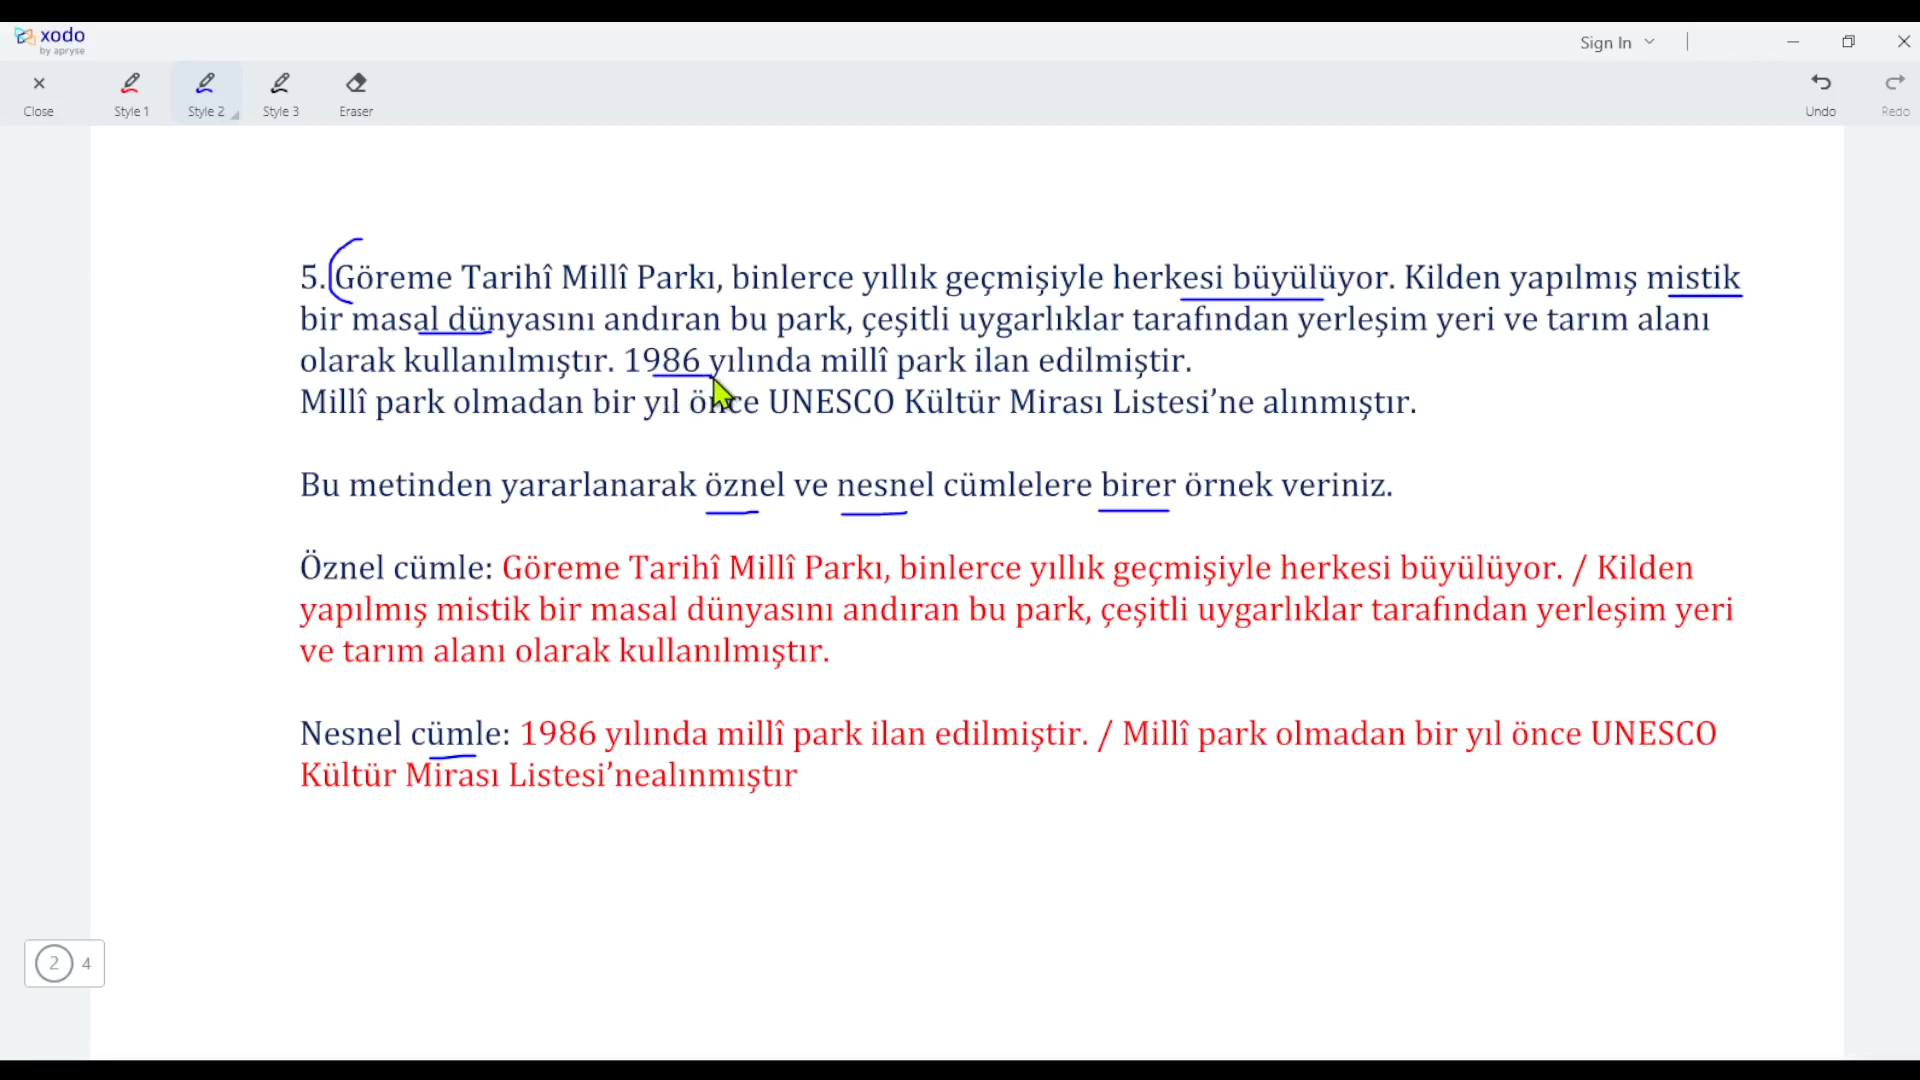 xodo
by apryse
Sign In
Close
Style 1
Style 2
Style 3
Eraser
Undo
Redo
5. Göreme Tarihî Millî Parkı, binlerce yıllık geçmişiyle herkesi büyülüyor. Kilden yapılmış mistik
bir masal dünyasını andıran bu park, çeşitli uygarlıklar tarafından yerleşim yeri ve tarım alanı
olarak kullanılmıştır. 1986 yılında millî park ilan edilmiştir.
Millî park olmadan bir yıl önce UNESCO Kültür Mirası Listesi’ne alınmıştır.
Bu metinden yararlanarak öznel ve nesnel cümlelere birer örnek veriniz.
Öznel cümle: Göreme Tarihî Millî Parkı, binlerce yıllık geçmişiyle herkesi büyülüyor. / Kilden
yapılmış mistik bir masal dünyasını andıran bu park, çeşitli uygarlıklar tarafından yerleşim yeri
ve tarım alanı olarak kullanılmıştır.
Nesnel cümle: 1986 yılında millî park ilan edilmiştir. / Millî park olmadan bir yıl önce UNESCO
Kültür Mirası Listesi’nealınmıştır
2 4